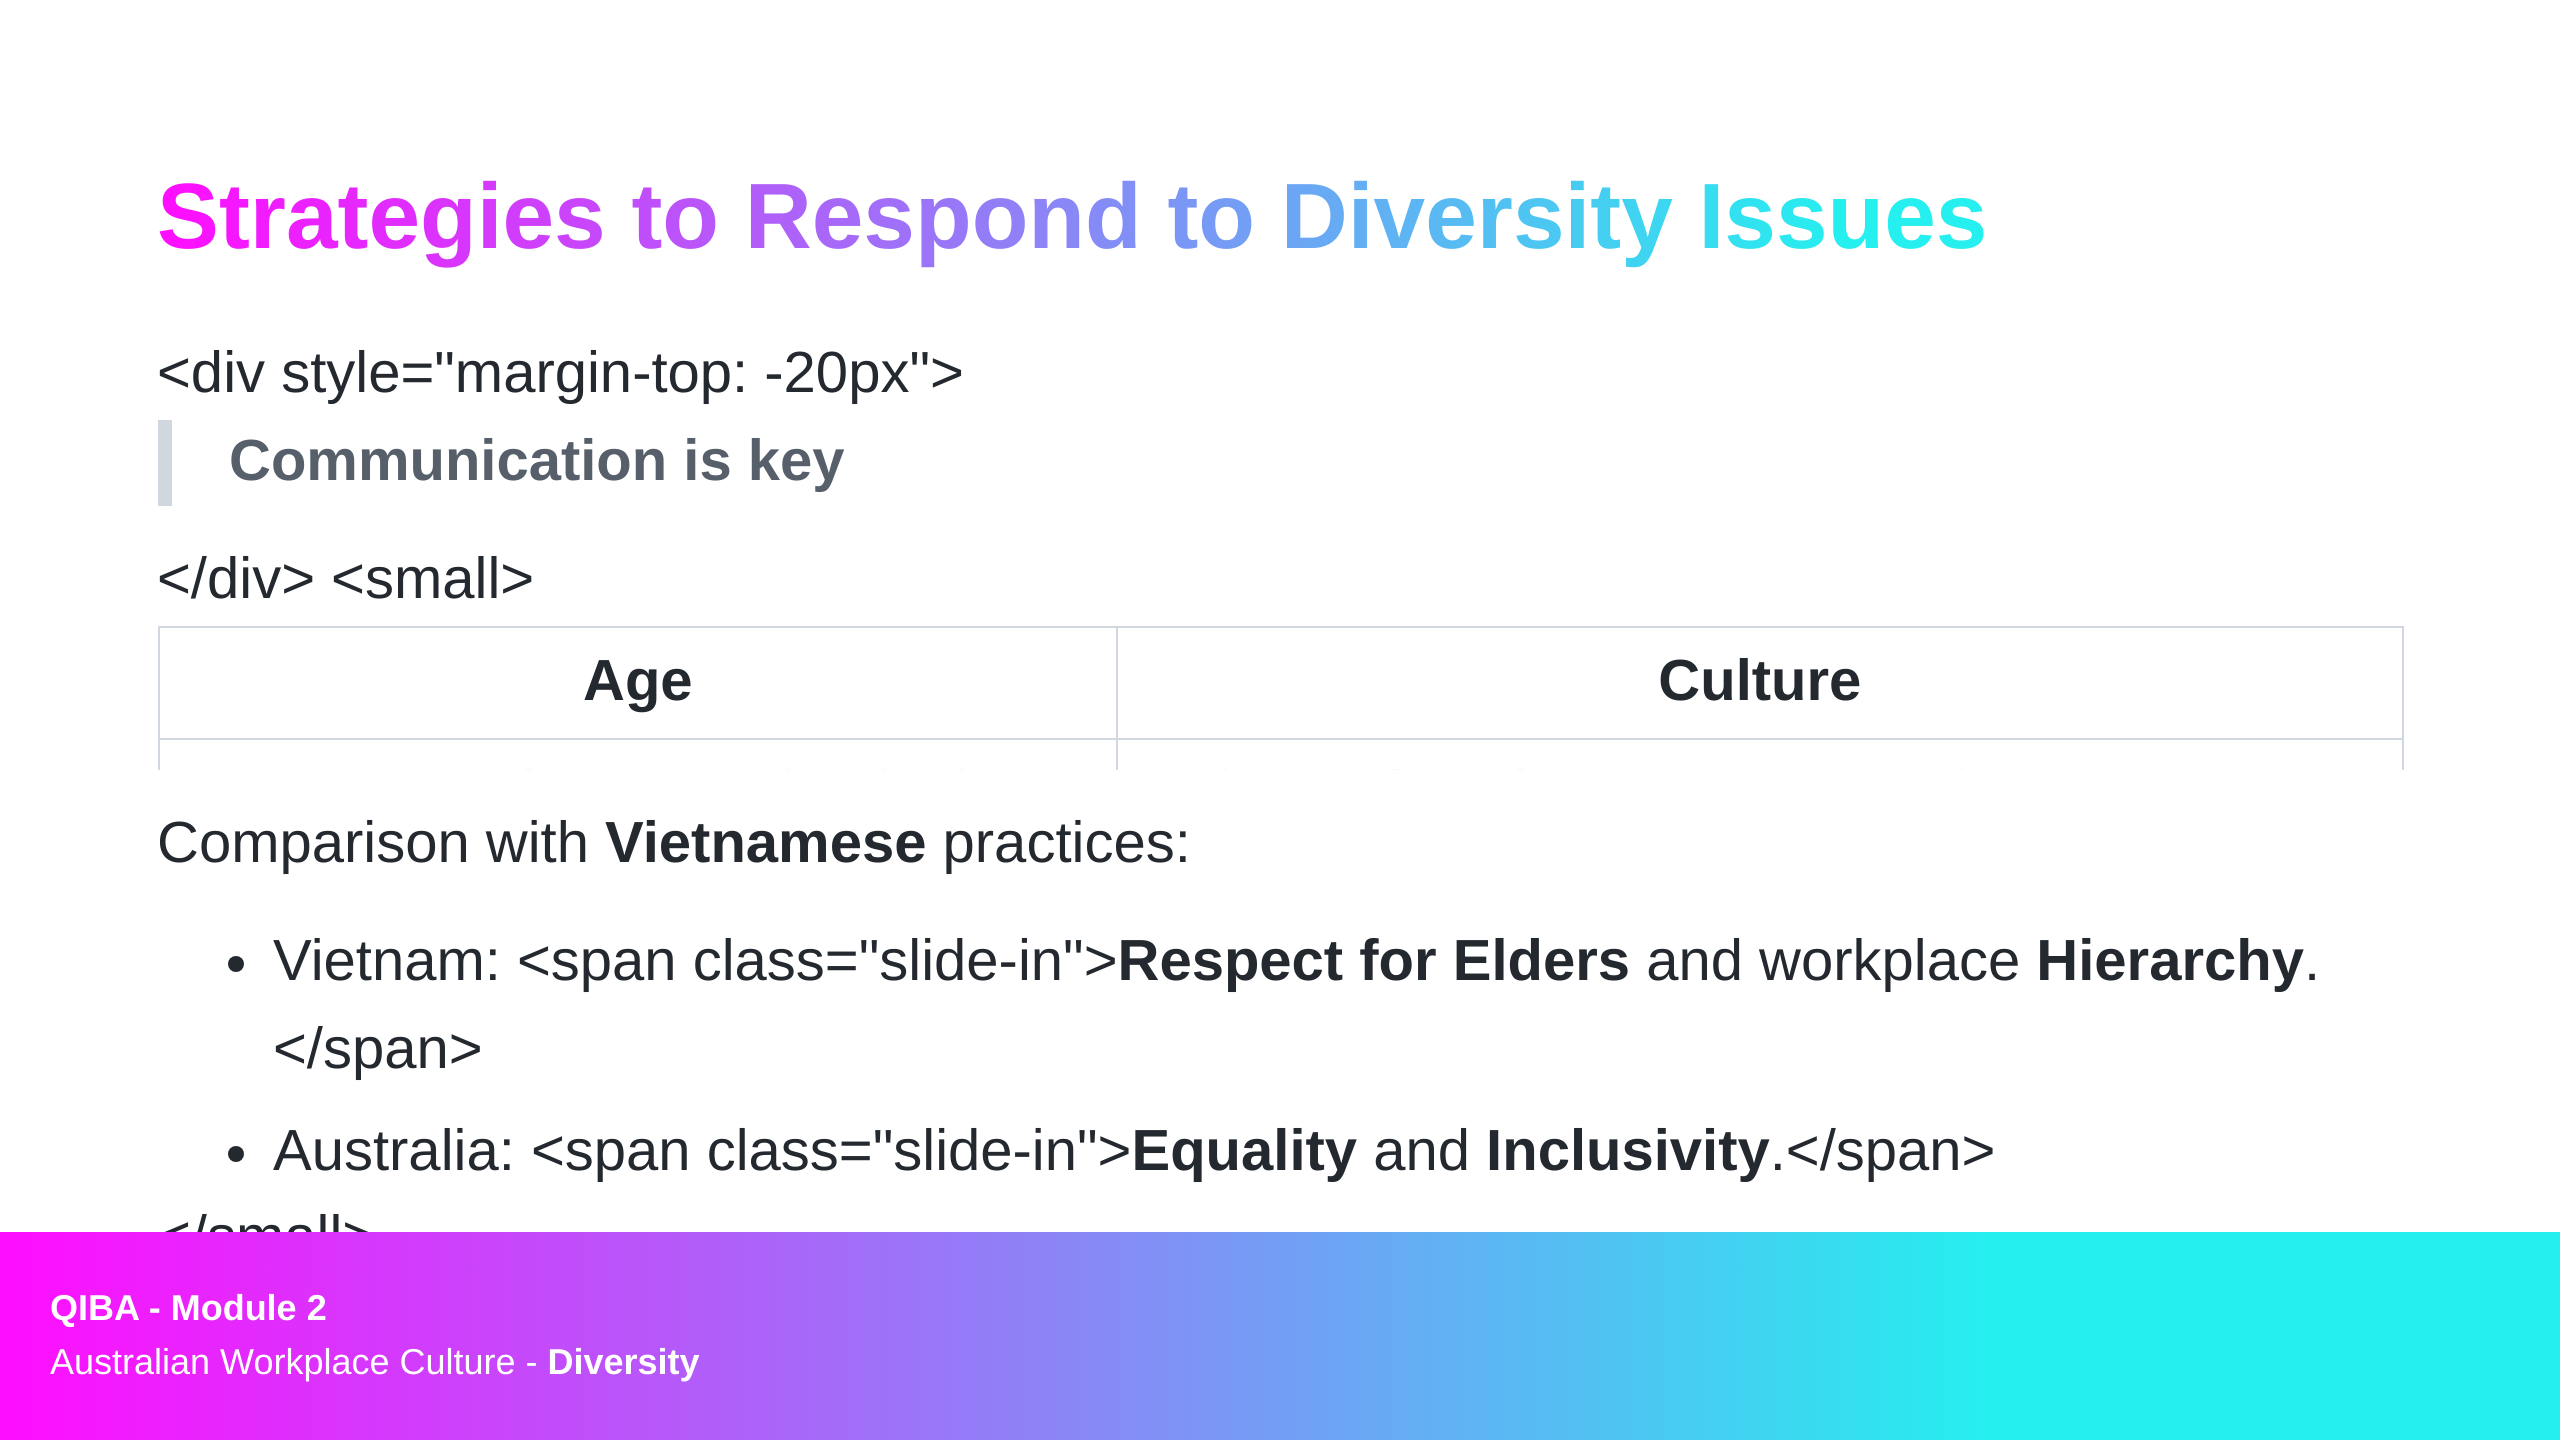 Strategies to Respond to Diversity Issues
<div style="margin-top: -20px">
Communication is key
</div> <small>
Age
Culture
Comparison with Vietnamese practices:
• Vietnam: <span class="slide-in">Respect for Elders and workplace Hierarchy.
</span>
• Australia: <span class="slide-in">Equality and Inclusivity.</span>
</small>
QIBA - Module 2
Australian Workplace Culture - Diversity